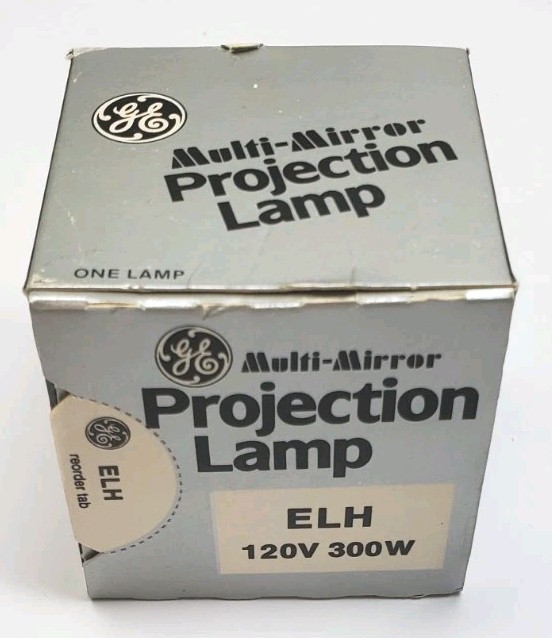 GE
Multi-Mirror
Projection
Lamp
ONE LAMP
GE
Multi-Mirror
Projection
Lamp
GE
ELH
reorder tab
ELH
120V 300W